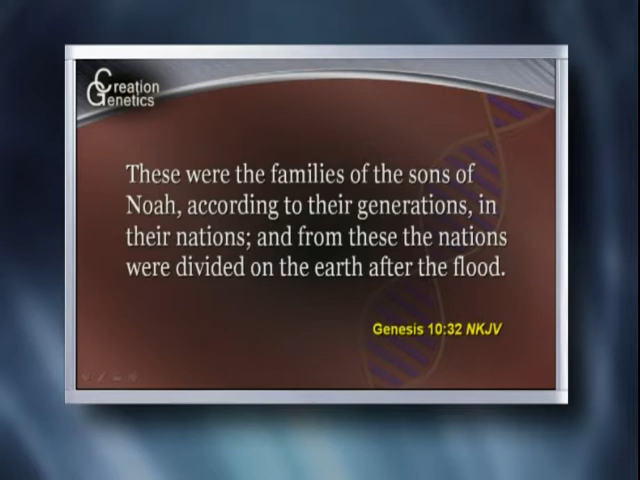 Creation
Genetics
These were the families of the sons of
Noah, according to their generations, in
their nations; and from these the nations
were divided on the earth after the flood.
Genesis 10:32 NKJV